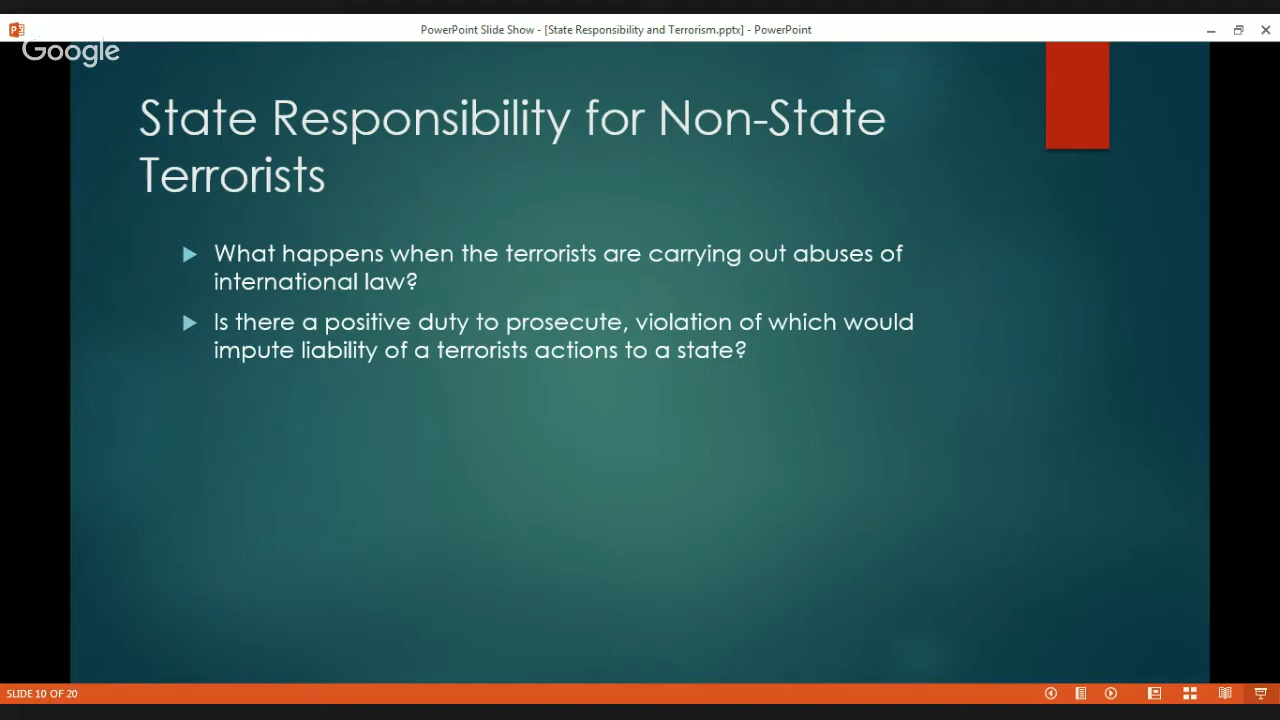 PowerPoint Slide Show - [State Responsibility and Terrorism.pptx] - PowerPoint
Google
State Responsibility for Non-State
Terrorists
What happens when the terrorists are carrying out abuses of
international law?
Is there a positive duty to prosecute, violation of which would
impute liability of a terrorists actions to a state?
SLIDE 10 OF 20